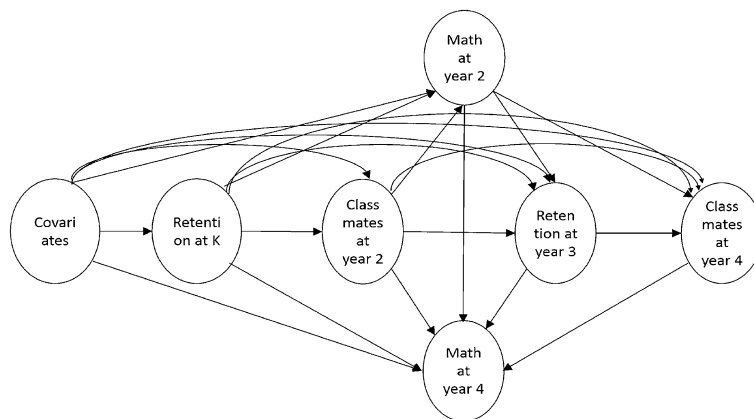 Math
at
year 2
Covari
ates
Retenti
on at K
Class
mates
at
year 2
Reten
tion at
year 3
Class
mates
at
year 4
Math
at
year 4